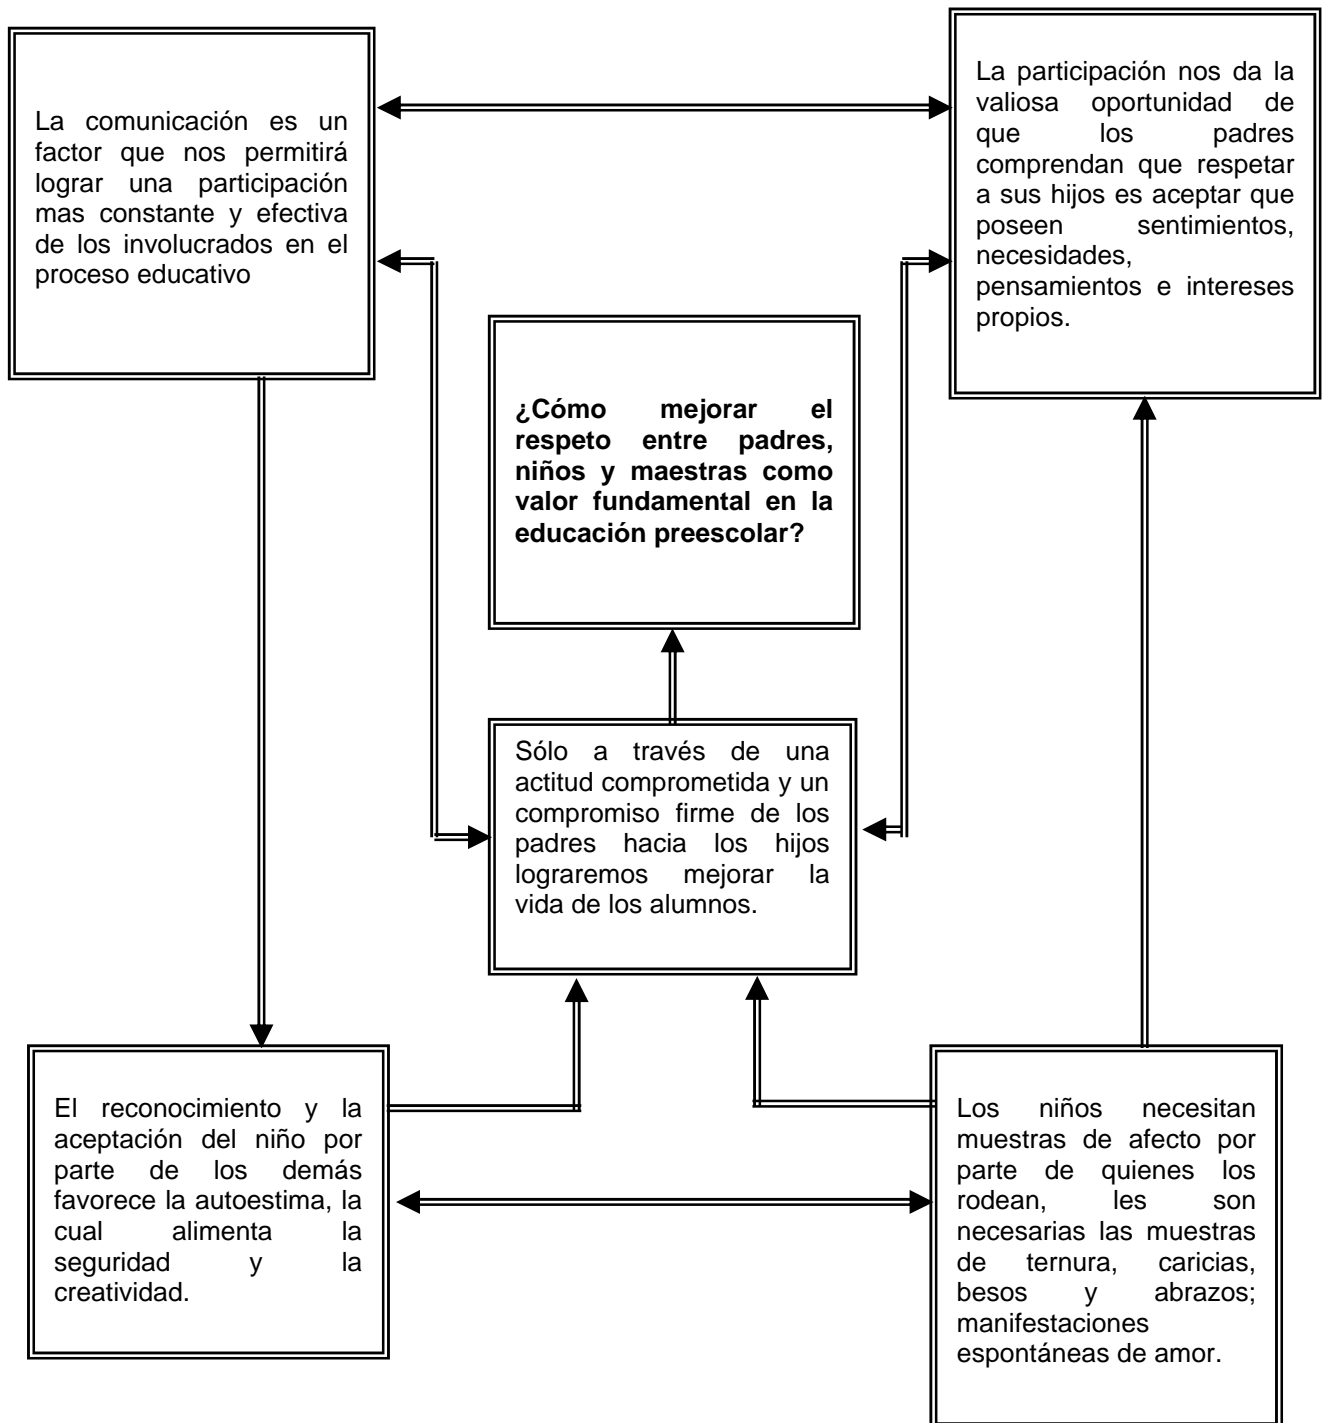 La comunicación es un
factor que nos permitirá
lograr una participación
mas constante y efectiva
de los involucrados en el
proceso educativo
La participación nos da la
valiosa oportunidad de
que los padres
comprendan que respetar
a sus hijos es aceptar que
poseen sentimientos,
necesidades,
pensamientos e intereses
propios.
¿Cómo mejorar el
respeto entre padres,
niños y maestras como
valor fundamental en la
educación preescolar?
Sólo a través de una
actitud comprometida y un
compromiso firme de los
padres hacia los hijos
lograremos mejorar la
vida de los alumnos.
El reconocimiento y la
aceptación del niño por
parte de los demás
favorece la autoestima, la
cual alimenta la
seguridad y la
creatividad.
Los niños necesitan
muestras de afecto por
parte de quienes los
rodean, les son
necesarias las muestras
de ternura, caricias,
besos y abrazos;
manifestaciones
espontáneas de amor.